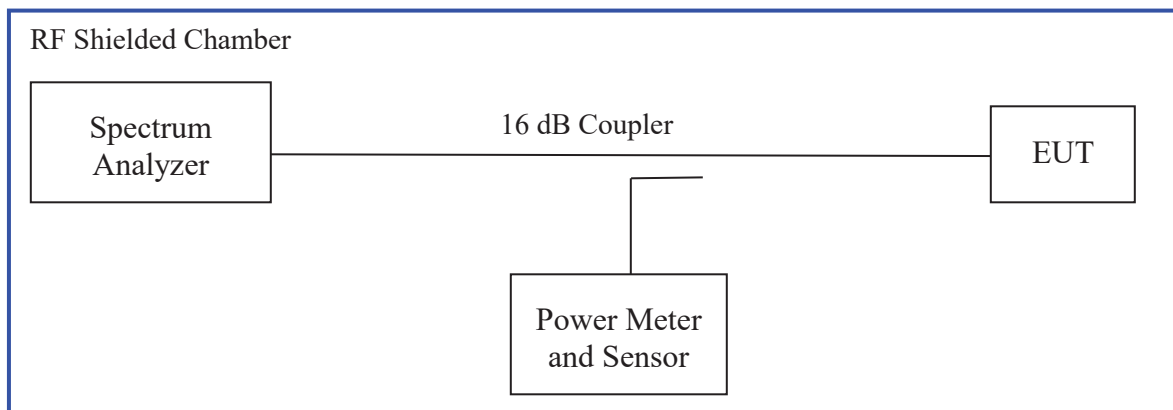 RF Shielded Chamber
Spectrum
Analyzer
16 dB Coupler
EUT
Power Meter
and Sensor